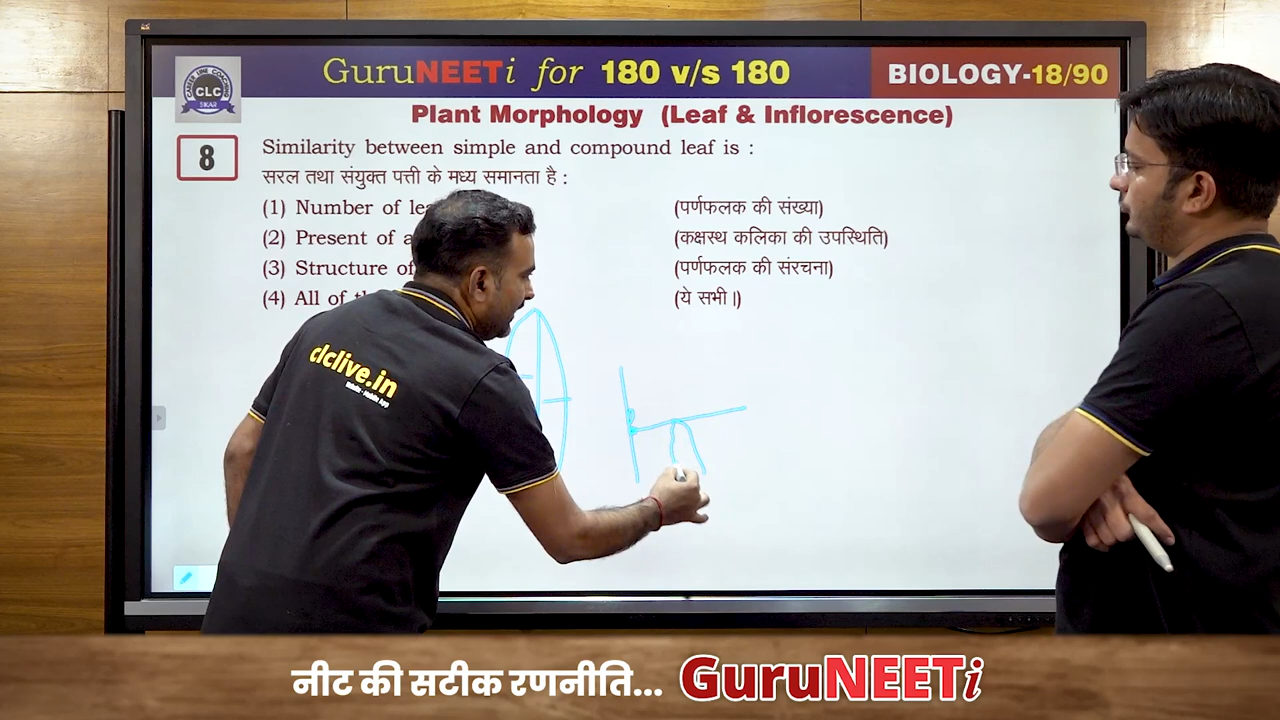 GuruNEETi for 180 v/s 180
BIOLOGY-18/90
CLC
SIKAR
Plant Morphology (Leaf & Inflorescence)
8
Similarity between simple and compound leaf is :
सरल तथा संयुक्त पत्ती के मध्य समानता है :
(1) Number of (पर्णफलक की संख्या)
(2) Present of (कक्षस्थ कलिका की उपस्थिति)
(3) Structure of (पर्णफलक की संरचना)
(4) All of (ये सभी।)
clclive.in
नीट की सटीक रणनीति... GuruNEETi